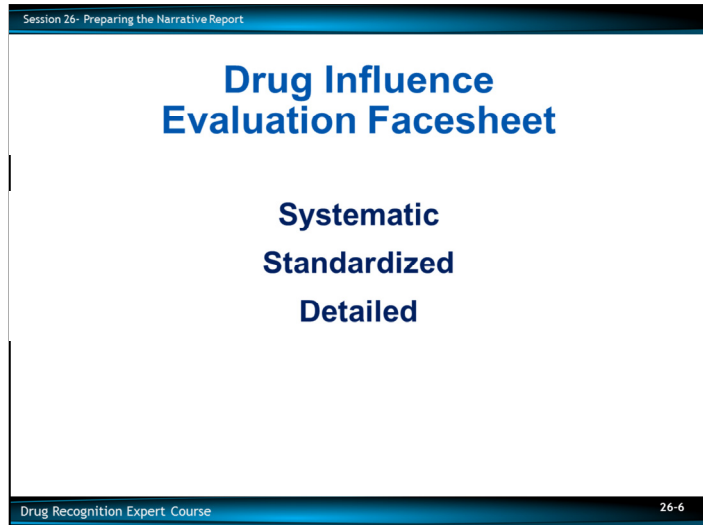 Session 26- Preparing the Narrative Report
Drug Influence
Evaluation Facesheet
Systematic
Standardized
Detailed
Drug Recognition Expert Course
26-6